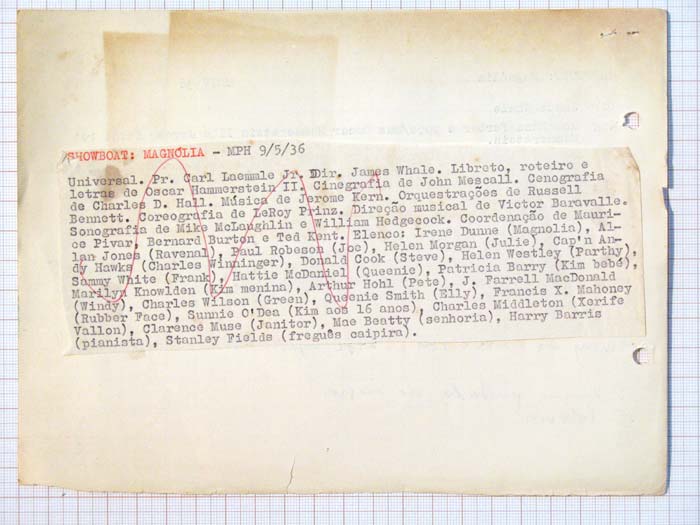 SHOWBOAT: MAGNOLIA - MPH 9/5/36
Universal. Pr. Carl Laemmle Jr. Dir. James Whale. Libreto, roteiro e
letras de Oscar Hammerstein II. Cinegrafia de John Mescall. Cenografia
de Charles D. Hall. Música de Jerome Kern. Orquestrações de Russell
Bennett. Coreografia de LeRoy Prinz. Direção musical de Victor Baravalle.
Sonografia de Mike McLaughlin e William Hedgecock. Coordenação de Mauri-
ce Pivar, Bernard Burton e Ted Kent. Elenco: Irene Dunne (Magnolia), Al-
lan Jones (Ravenal), Paul Robeson (Joe), Helen Morgan (Julie), Cap'n An-
dy Hawks (Charles Winninger), Donald Cook (Steve), Helen Westley (Parthy),
Sammy White (Frank), Hattie McDaniel (Queenie), Patricia Barry (Kim bebê),
Marilyn Knowlden (Kim menina), Arthur Hohl (Pete), J. Farrell MacDonald
(Windy), Charles Wilson (Green), Queenie Smith (Elly), Francis X. Mahoney
(Rubber Face), Sunnie O'Dea (Kim aos 16 anos), Charles Middleton (Xerife
Vallon), Clarence Muse (Janitor), Mae Beatty (senhoria), Harry Barris
(pianista), Stanley Fields (freguês caipira).